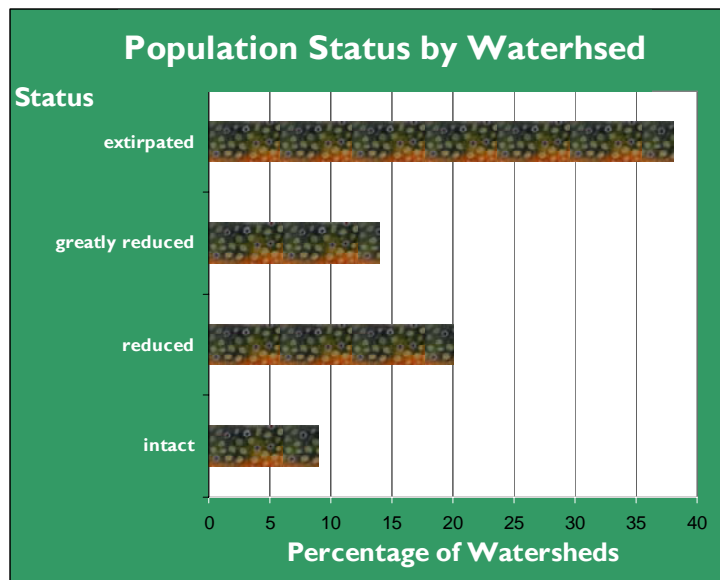 Population Status by Waterhsed
Status
extirpated
greatly reduced
reduced
intact
0 5 10 15 20 25 30 35 40
Percentage of Watersheds